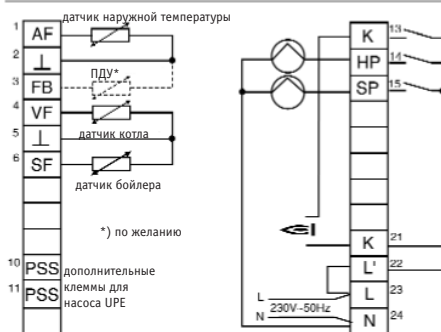 датчик наружной температуры
1 AF
2 ⊥
ПДУ*
3 FB
4 VF
датчик котла
5 ⊥
6 SF
датчик бойлера
*) по желанию
10 PSS дополнительные
11 PSS клеммы для
насоса UPE
K 13
HP 14
SP 15
K 21
L' 22
L L 23
230V~50Hz
N N 24